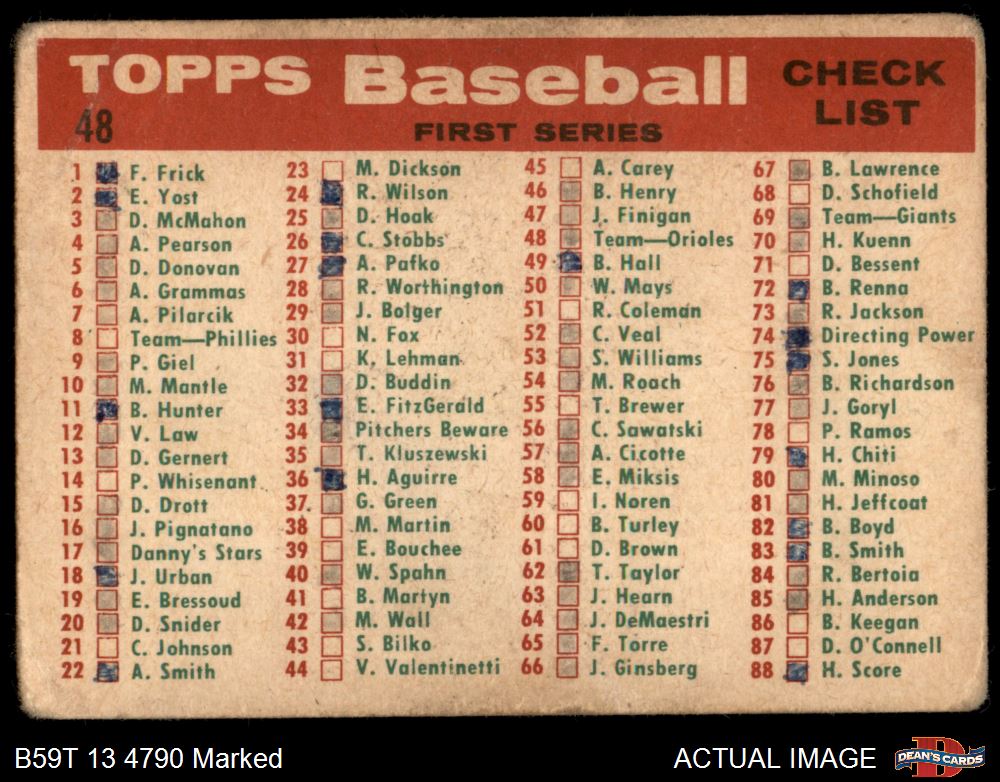 TOPPS Baseball CHECK LIST
48 FIRST SERIES
1 F. Frick
2 E. Yost
3 D. McMahon
4 A. Pearson
5 D. Donovan
6 A. Grammas
7 A. Pilarcik
8 Team—Phillies
9 P. Giel
10 M. Mantle
11 B. Hunter
12 V. Law
13 D. Gernert
14 P. Whisenant
15 D. Drott
16 J. Pignatano
17 Danny's Stars
18 J. Urban
19 E. Bressoud
20 D. Snider
21 C. Johnson
22 A. Smith
23 M. Dickson
24 R. Wilson
25 D. Hoak
26 C. Stobbs
27 A. Pafko
28 R. Worthington
29 J. Bolger
30 N. Fox
31 K. Lehman
32 D. Buddin
33 E. FitzGerald
34 Pitchers Beware
35 T. Kluszewski
36 H. Aguirre
37 G. Green
38 M. Martin
39 E. Bouchee
40 W. Spahn
41 B. Martyn
42 M. Wall
43 S. Bilko
44 V. Valentinetti
45 A. Carey
46 B. Henry
47 J. Finigan
48 Team—Orioles
49 B. Hall
50 W. Mays
51 R. Coleman
52 C. Veal
53 S. Williams
54 M. Roach
55 T. Brewer
56 C. Sawatski
57 A. Cicotte
58 E. Miksis
59 I. Noren
60 B. Turley
61 D. Brown
62 T. Taylor
63 J. Hearn
64 J. DeMaestri
65 F. Torre
66 J. Ginsberg
67 B. Lawrence
68 D. Schofield
69 Team—Giants
70 H. Kuenn
71 D. Bessent
72 B. Renna
73 R. Jackson
74 Directing Power
75 S. Jones
76 B. Richardson
77 J. Goryl
78 P. Ramos
79 H. Chiti
80 M. Minoso
81 H. Jeffcoat
82 B. Boyd
83 B. Smith
84 R. Bertoia
85 H. Anderson
86 B. Keegan
87 D. O'Connell
88 H. Score
B59T 13 4790 Marked
ACTUAL IMAGE
DEAN'S CARDS